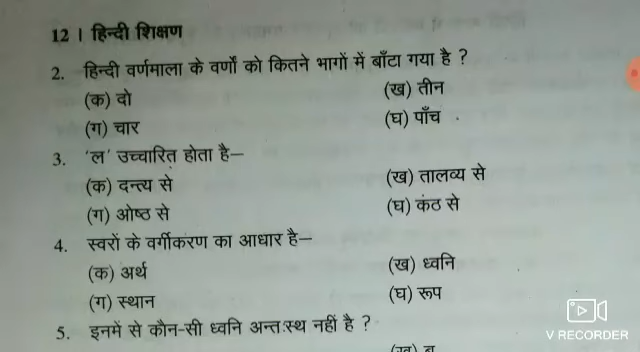 12 । हिन्दी शिक्षण
2. हिन्दी वर्णमाला के वर्णों को कितने भागों में बाँटा गया है ?
(क) दो (ख) तीन
(ग) चार (घ) पाँच
3. ‘ल’ उच्चारित होता है—
(क) दन्त्य से (ख) तालव्य से
(ग) ओष्ठ से (घ) कंठ से
4. स्वरों के वर्गीकरण का आधार है—
(क) अर्थ (ख) ध्वनि
(ग) स्थान (घ) रूप
5. इनमें से कौन-सी ध्वनि अन्तःस्थ नहीं है ?
(ख) ब
V RECORDER